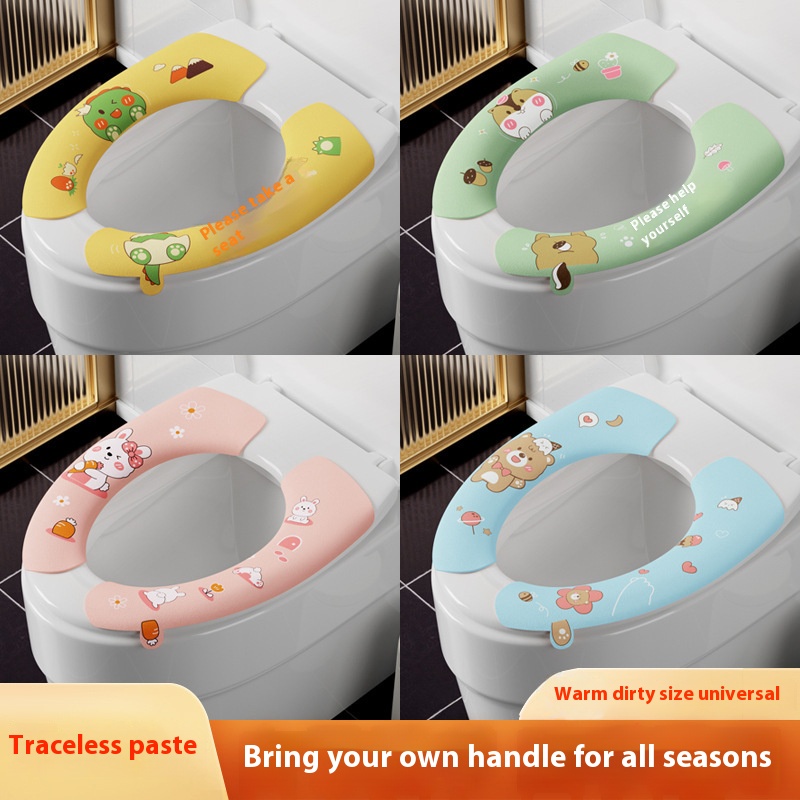 Please take a
seat
Please help
yourself
Warm dirty size universal
Traceless paste
Bring your own handle for all seasons